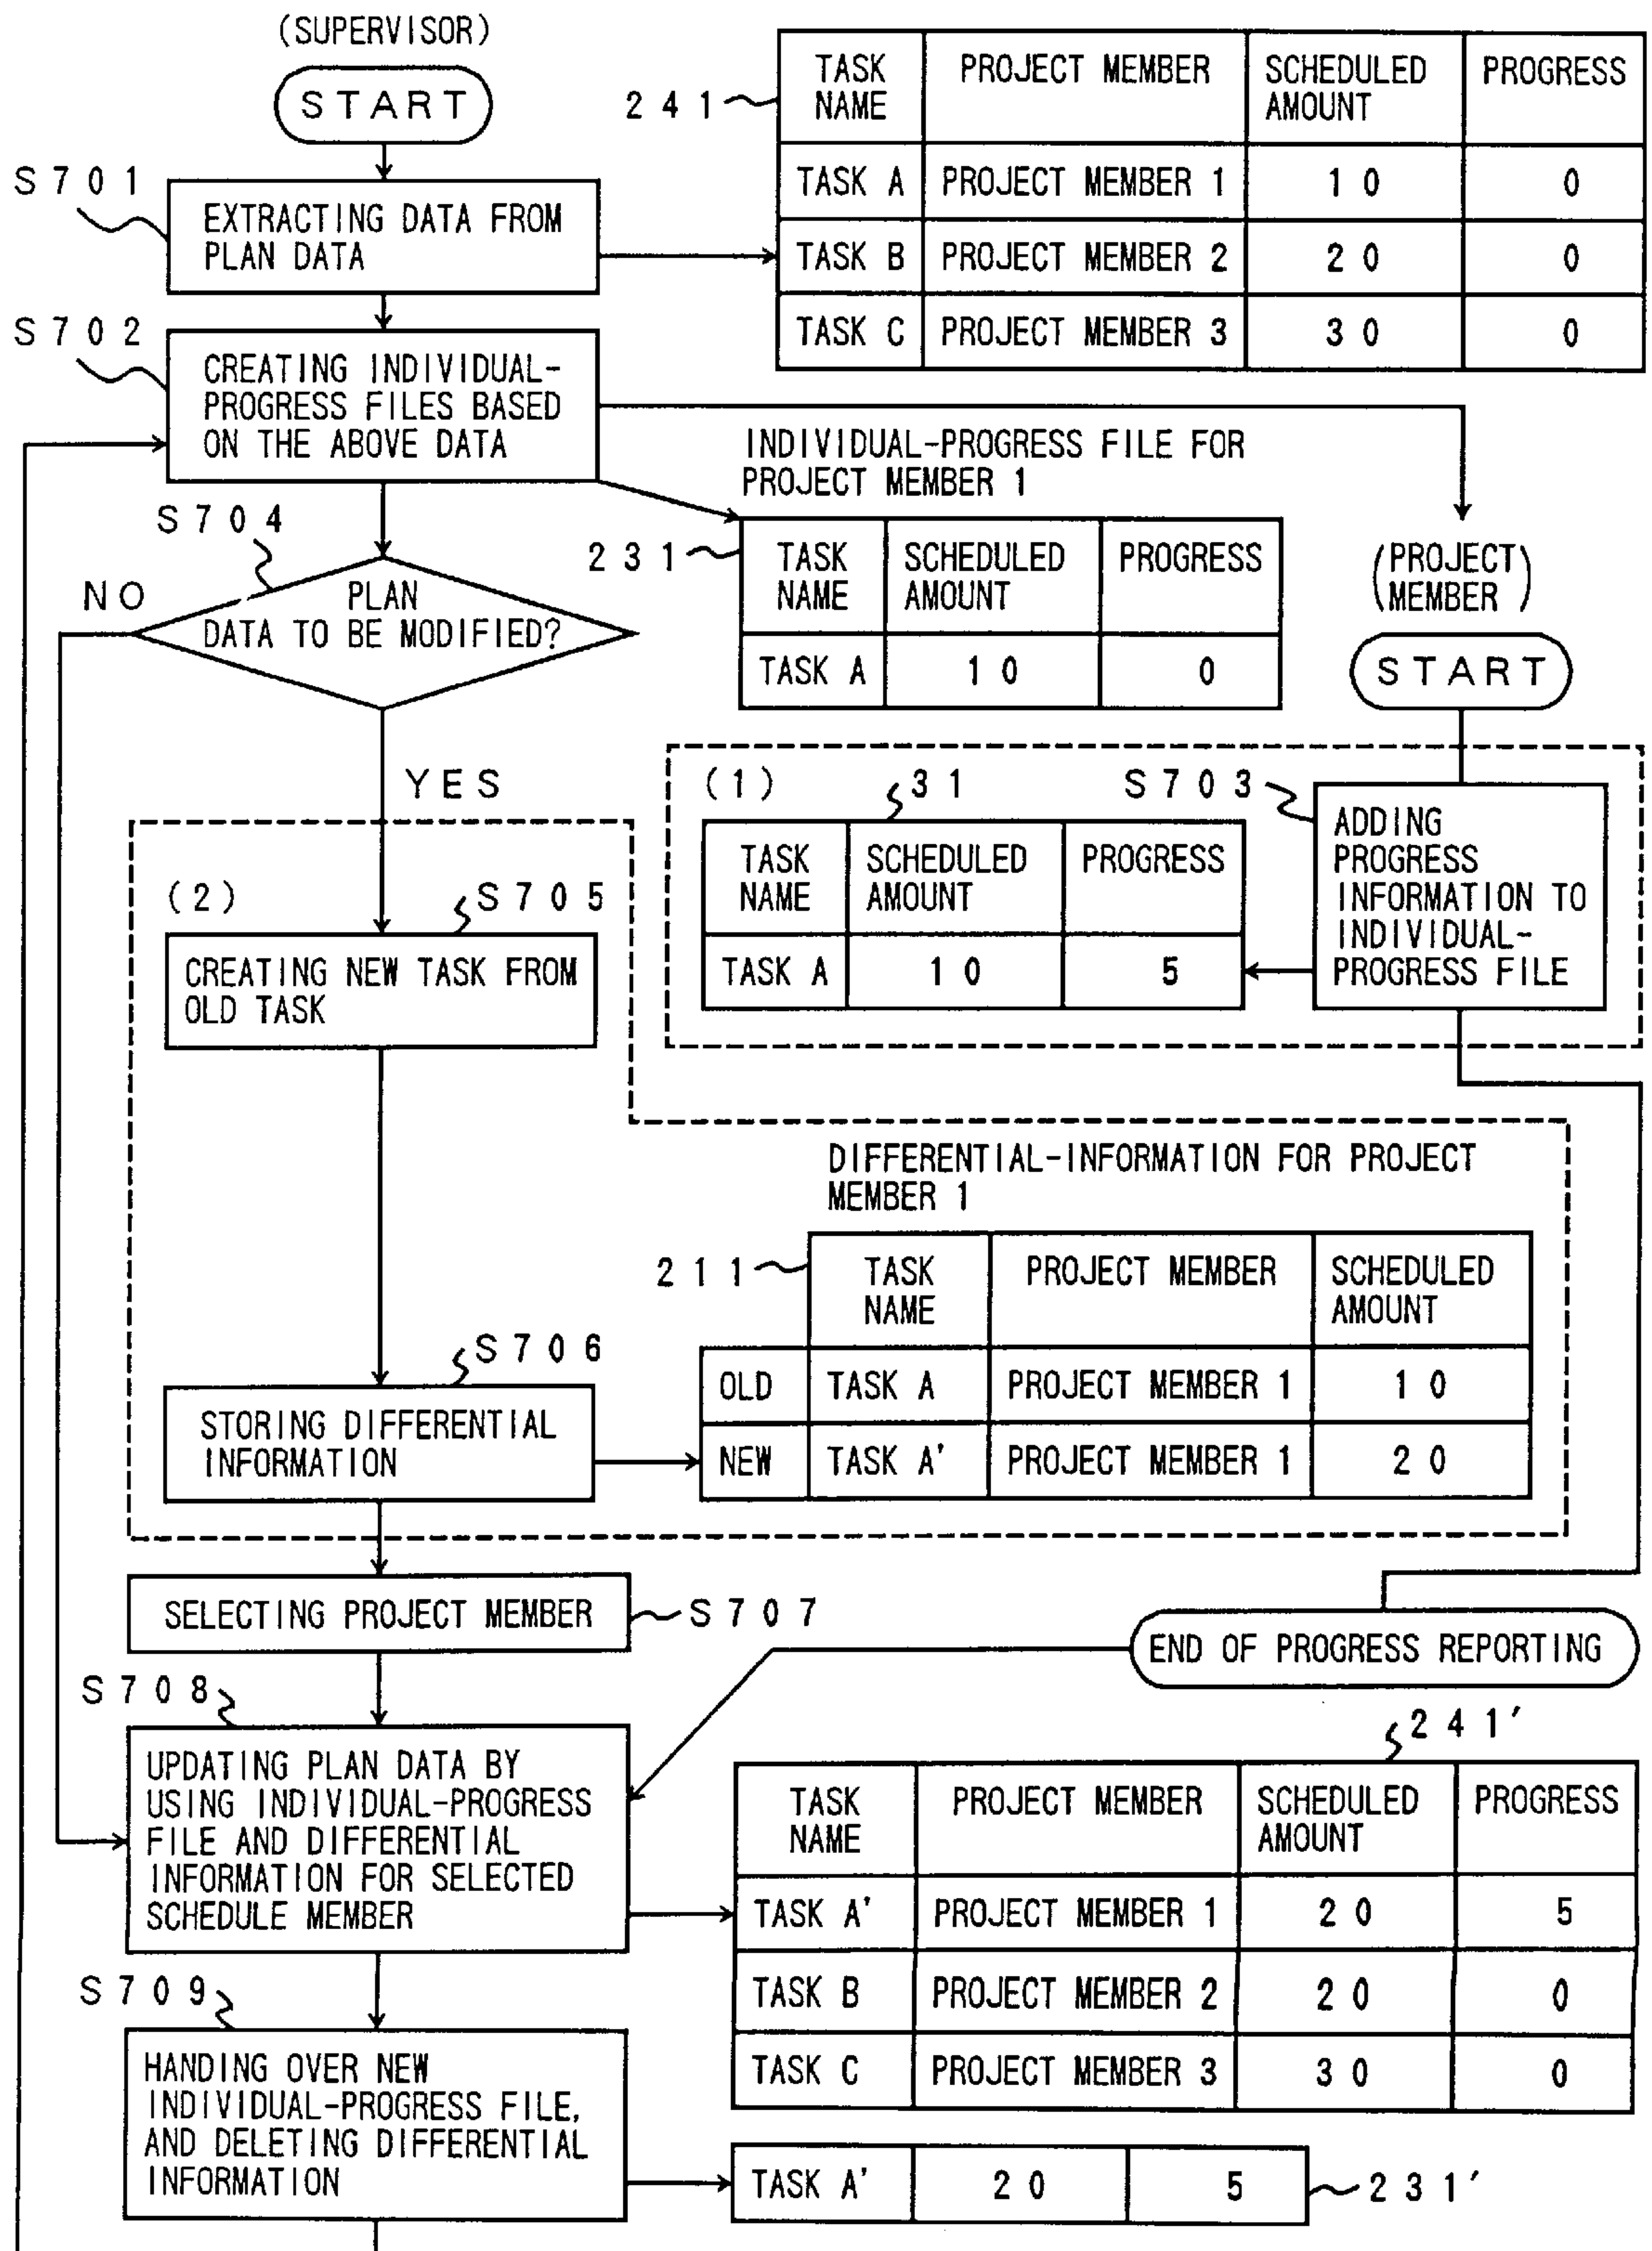 (SUPERVISOR)
START
S701
EXTRACTING DATA FROM
PLAN DATA
241
TASK NAME PROJECT MEMBER SCHEDULED AMOUNT PROGRESS
TASK A PROJECT MEMBER 1 10 0
TASK B PROJECT MEMBER 2 20 0
TASK C PROJECT MEMBER 3 30 0
S702
CREATING INDIVIDUAL-
PROGRESS FILES BASED
ON THE ABOVE DATA
INDIVIDUAL-PROGRESS FILE FOR
PROJECT MEMBER 1
231
TASK NAME SCHEDULED AMOUNT PROGRESS
TASK A 10 0
(PROJECT
MEMBER)
START
S704
NO
PLAN
DATA TO BE MODIFIED?
YES
(1)
31
S703
TASK NAME SCHEDULED AMOUNT PROGRESS
TASK A 10 5
ADDING
PROGRESS
INFORMATION TO
INDIVIDUAL-
PROGRESS FILE
(2)
S705
CREATING NEW TASK FROM
OLD TASK
DIFFERENTIAL-INFORMATION FOR PROJECT
MEMBER 1
211
TASK NAME PROJECT MEMBER SCHEDULED AMOUNT
OLD TASK A PROJECT MEMBER 1 10
NEW TASK A' PROJECT MEMBER 1 20
S706
STORING DIFFERENTIAL
INFORMATION
SELECTING PROJECT MEMBER
S707
END OF PROGRESS REPORTING
S708
UPDATING PLAN DATA BY
USING INDIVIDUAL-PROGRESS
FILE AND DIFFERENTIAL
INFORMATION FOR SELECTED
SCHEDULE MEMBER
241'
TASK NAME PROJECT MEMBER SCHEDULED AMOUNT PROGRESS
TASK A' PROJECT MEMBER 1 20 5
TASK B PROJECT MEMBER 2 20 0
TASK C PROJECT MEMBER 3 30 0
S709
HANDING OVER NEW
INDIVIDUAL-PROGRESS FILE,
AND DELETING DIFFERENTIAL
INFORMATION
TASK A' 20 5
231'